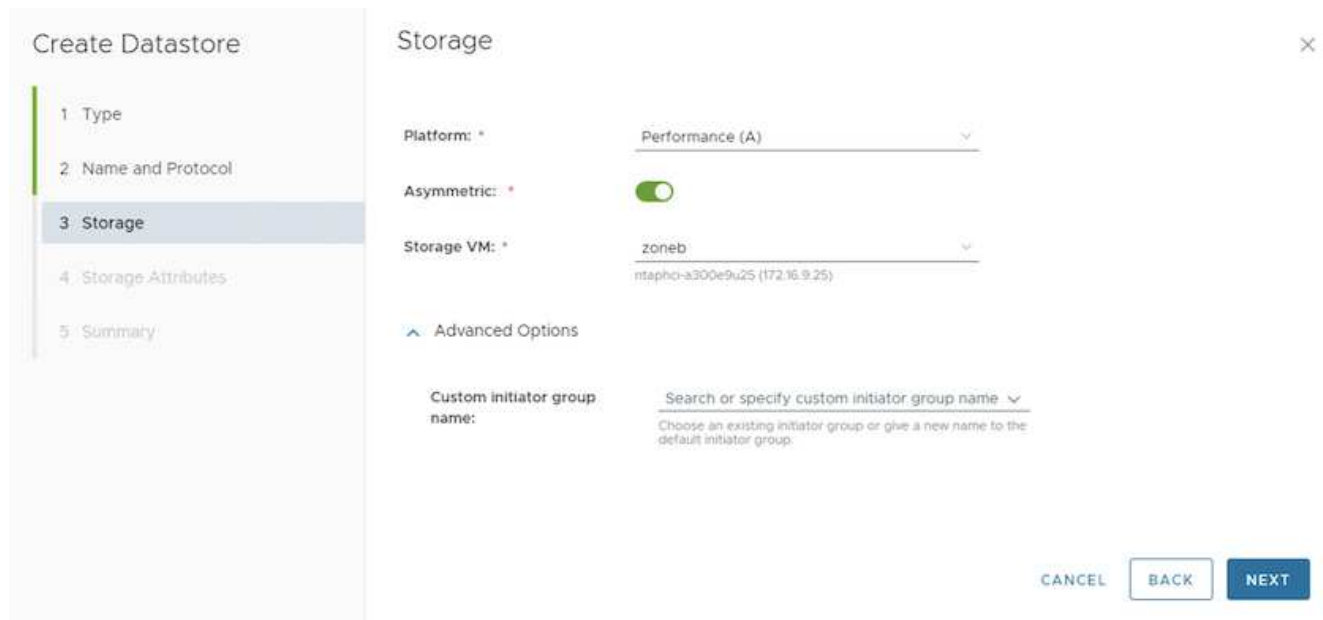 Create Datastore
1 Type
2 Name and Protocol
3 Storage
4 Storage Attributes
5 Summary
Storage
Platform: *
Performance (A)
Asymmetric: *
Storage VM: *
zoneb
ntaphci-a300e9u25 (172.16.9.25)
Advanced Options
Custom initiator group
name:
Search or specify custom initiator group name
Choose an existing initiator group or give a new name to the
default initiator group.
CANCEL
BACK
NEXT